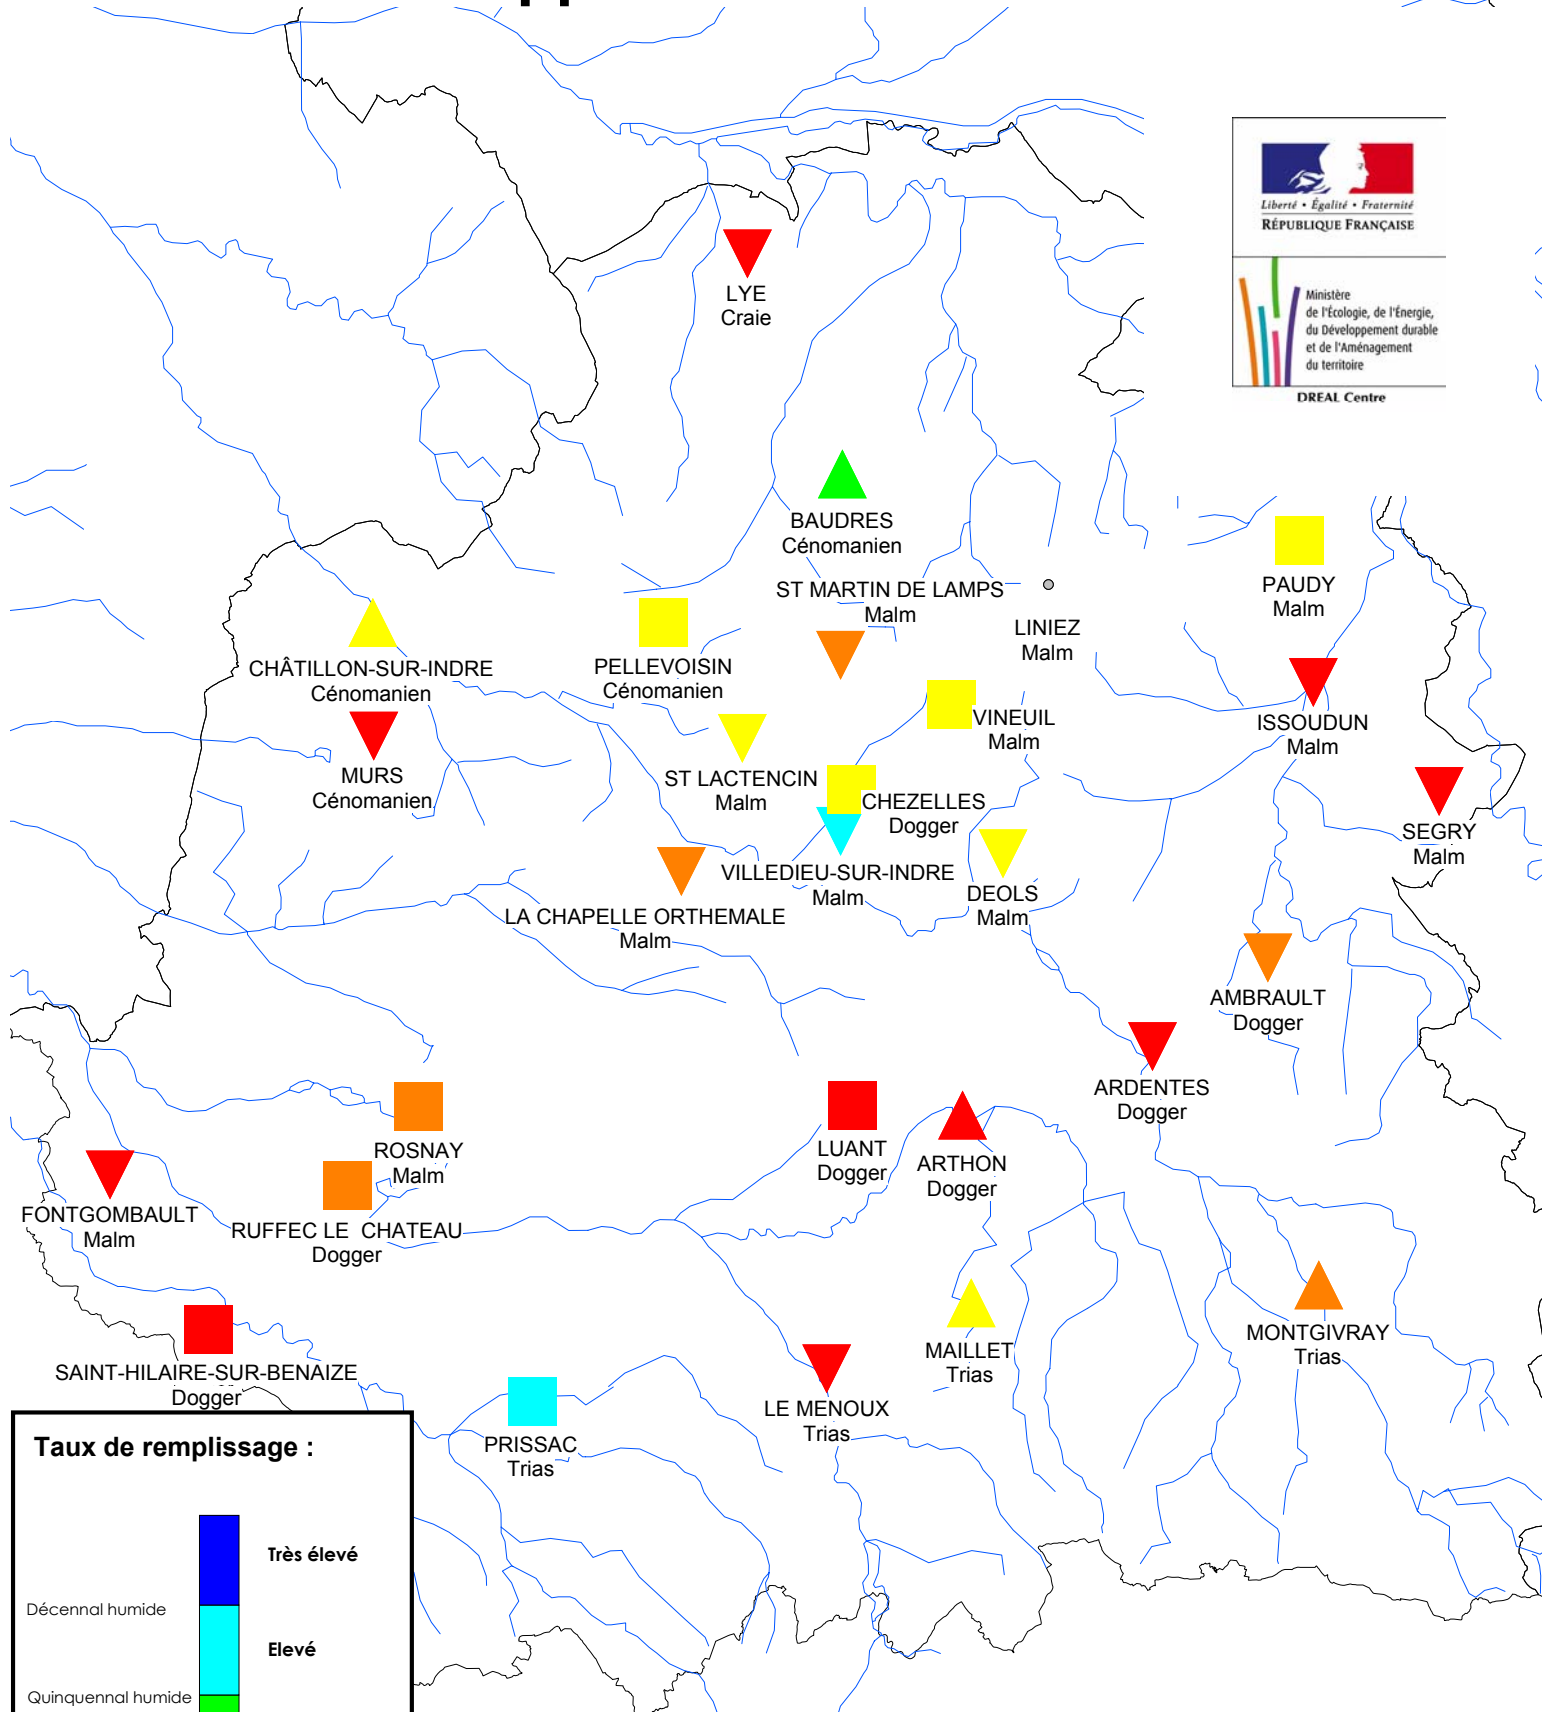 Liberté • Égalité • Fraternité
RÉPUBLIQUE FRANÇAISE
Ministère
de l'Écologie, de l'Énergie,
du Développement durable
et de l'Aménagement
du territoire
DREAL Centre
LYE
Craie
BAUDRES
Cénomanien
ST MARTIN DE LAMPS
Malm
LINIEZ
Malm
PAUDY
Malm
CHÂTILLON-SUR-INDRE
Cénomanien
PELLEVOISIN
Cénomanien
VINEUIL
Malm
ISSOUDUN
Malm
MURS
Cénomanien
ST LACTENCIN
Malm
CHEZELLES
Dogger
SEGRY
Malm
VILLEDIEU-SUR-INDRE
Malm
DEOLS
Malm
LA CHAPELLE ORTHEMALE
Malm
AMBRAULT
Dogger
ARDENTES
Dogger
ROSNAY
Malm
LUANT
Dogger
ARTHON
Dogger
FONTGOMBAULT
Malm
RUFFEC LE CHATEAU
Dogger
MONTGIVRAY
Trias
MAILLET
Trias
SAINT-HILAIRE-SUR-BENAIZE
Dogger
LE MENOUX
Trias
PRISSAC
Trias
Taux de remplissage :
Très élevé
Décennal humide
Elevé
Quinquennal humide